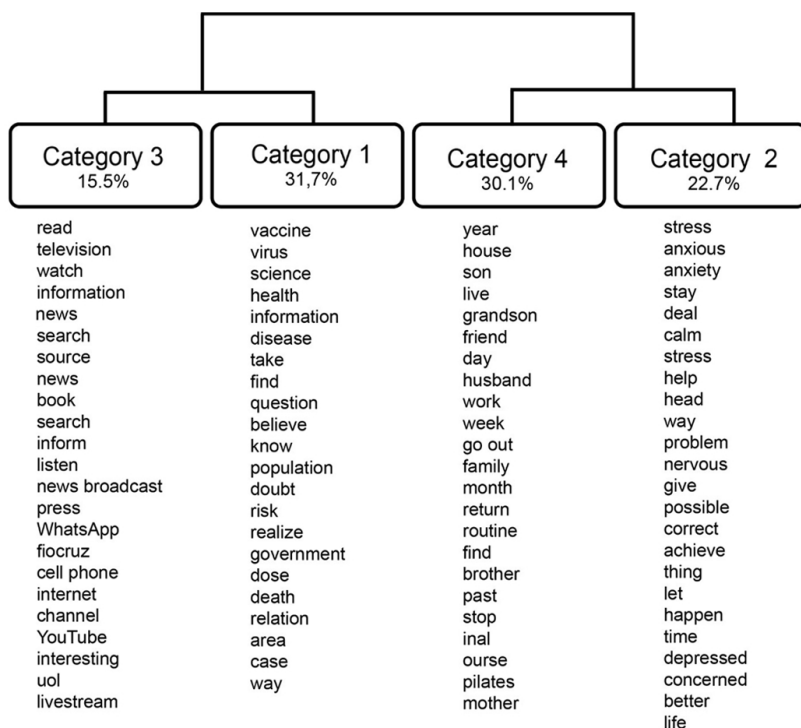 Category 3
15.5%
read
television
watch
information
news
search
source
news
book
search
inform
listen
news broadcast
press
WhatsApp
fiocruz
cell phone
internet
channel
YouTube
interesting
uol
livestream
Category 1
31,7%
vaccine
virus
science
health
information
disease
take
find
question
believe
know
population
doubt
risk
realize
government
dose
death
relation
area
case
way
Category 4
30.1%
year
house
son
live
grandson
friend
day
husband
work
week
go out
family
month
return
routine
find
brother
past
stop
inal
ourse
pilates
mother
Category 2
22.7%
stress
anxious
anxiety
stay
deal
calm
stress
help
head
way
problem
nervous
give
possible
correct
achieve
thing
let
happen
time
depressed
concerned
better
life